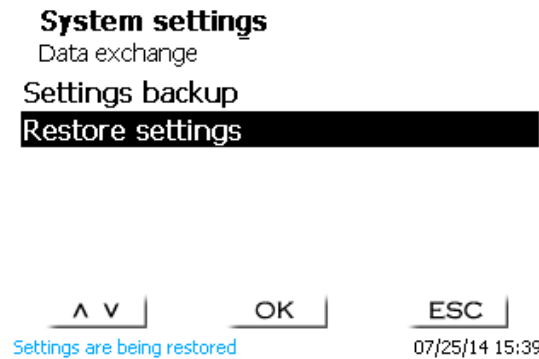 System settings
Data exchange
Settings backup
Restore settings
∧ ∨ OK ESC
Settings are being restored 07/25/14 15:39